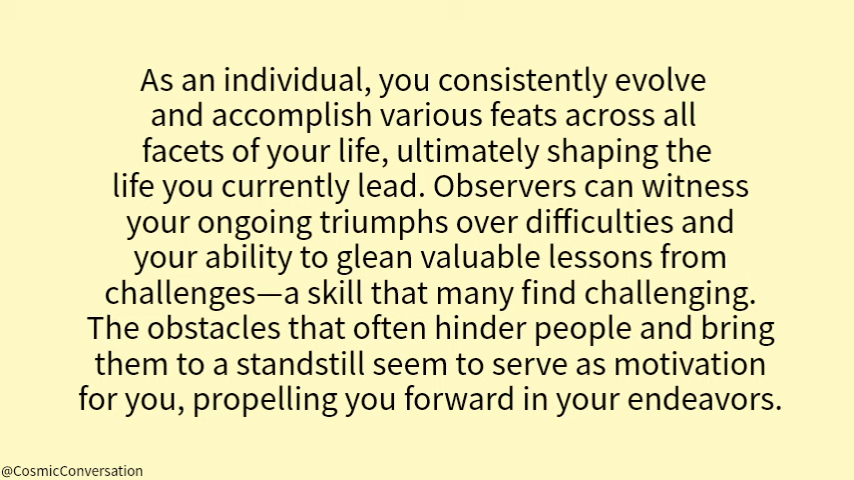 As an individual, you consistently evolve
and accomplish various feats across all
facets of your life, ultimately shaping the
life you currently lead. Observers can witness
your ongoing triumphs over difficulties and
your ability to glean valuable lessons from
challenges—a skill that many find challenging.
The obstacles that often hinder people and bring
them to a standstill seem to serve as motivation
for you, propelling you forward in your endeavors.
@CosmicConversation